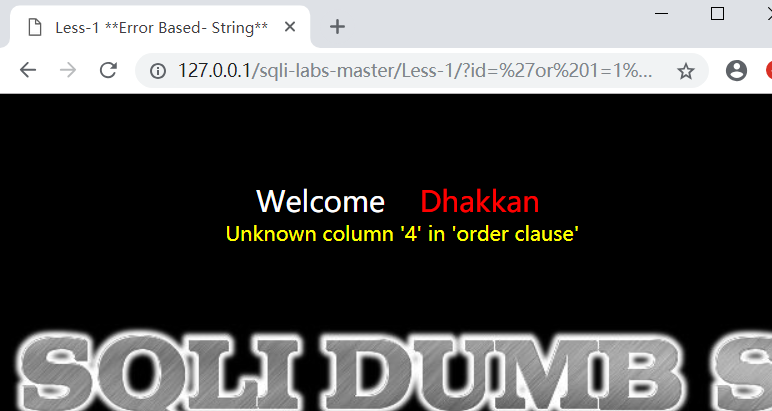 Less-1 **Error Based- String**
127.0.0.1/sqli-labs-master/Less-1/?id=%27or%201=1%...
Welcome Dhakkan
Unknown column '4' in 'order clause'
SQLI DUMB S